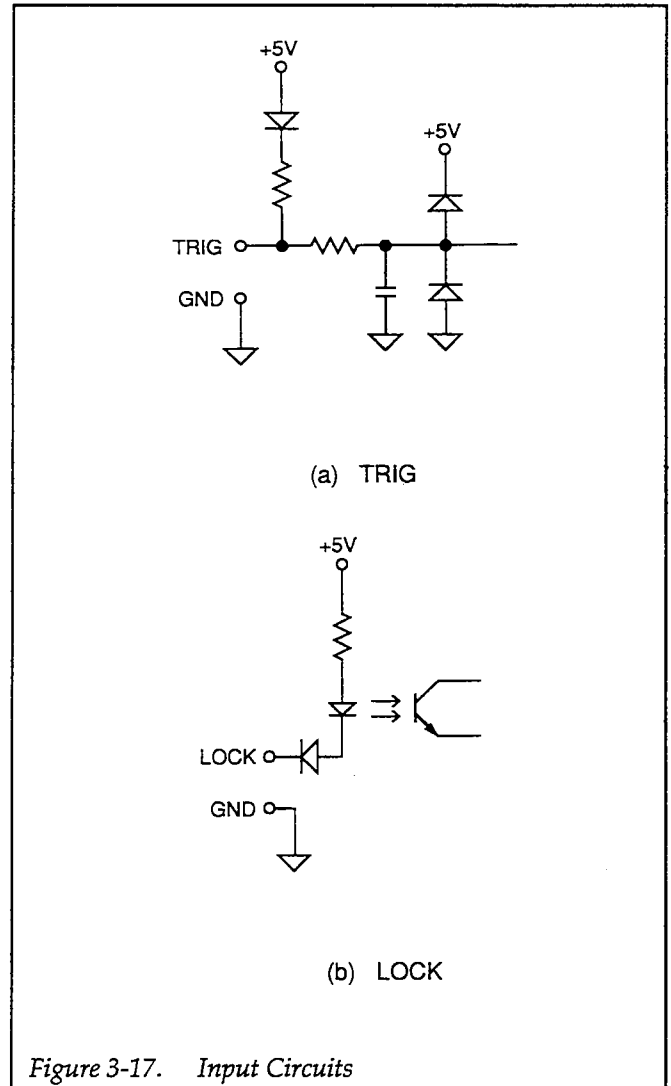 +5V
+5V
TRIG
GND
(a) TRIG
+5V
LOCK
GND
(b) LOCK
Figure 3-17. Input Circuits